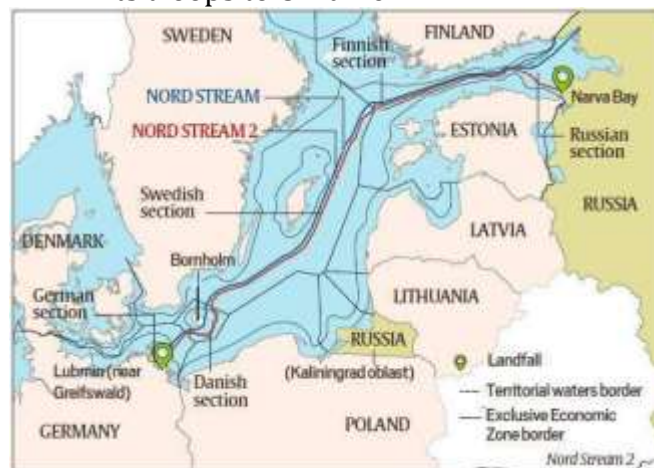 SWEDEN
FINLAND
Finnish
section
NORD STREAM
NORD STREAM 2
Narva Bay
ESTONIA
Russian
section
Swedish
section
RUSSIA
LATVIA
DENMARK
Bornholm
German
section
LITHUANIA
RUSSIA
Landfall
Lubmin (near
Greifswald)
Danish
section
(Kaliningrad oblast)
Territorial waters border
Exclusive Economic
Zone border
GERMANY
POLAND
Nord Stream 2